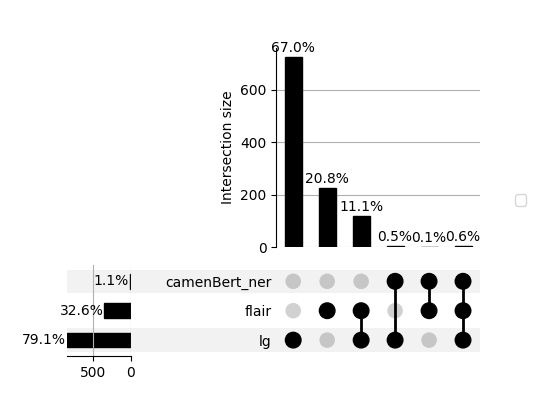 67.0%
600
20.8%
400
11.1%
200
0.5% 0.1% 0.6%
0
Intersection size
1.1% camenBert_ner
32.6% flair
79.1% lg
500 0